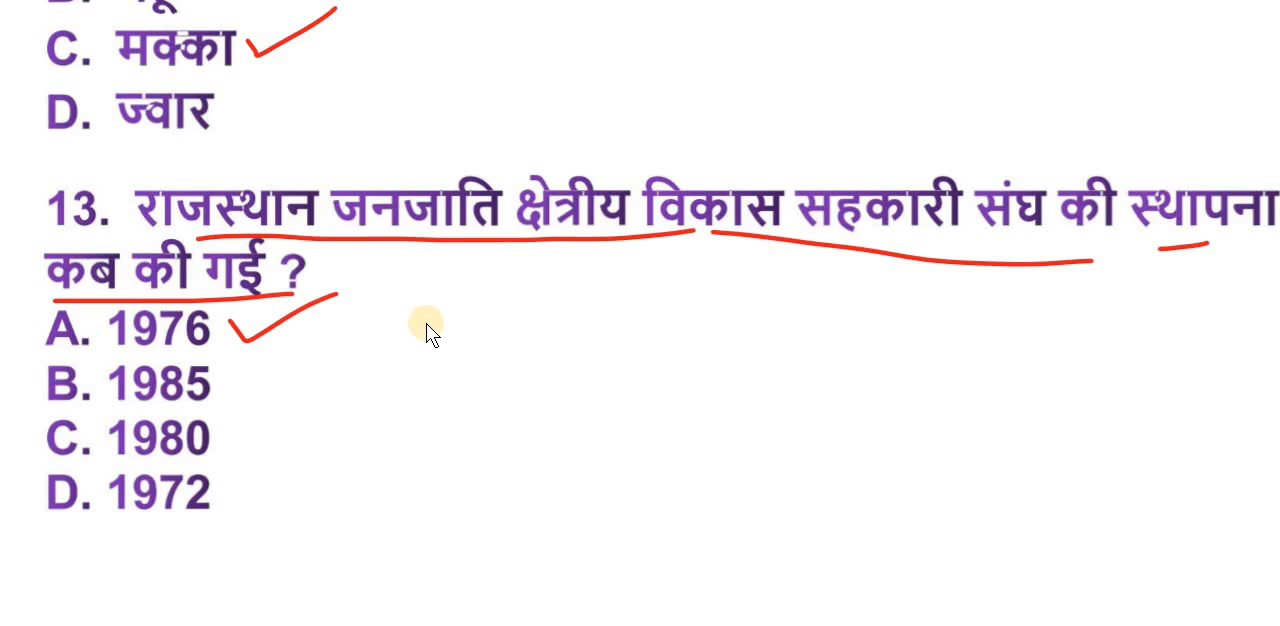 C. मक्का
D. ज्वार
13. राजस्थान जनजाति क्षेत्रीय विकास सहकारी संघ की स्थापना
कब की गई ?
A. 1976
B. 1985
C. 1980
D. 1972